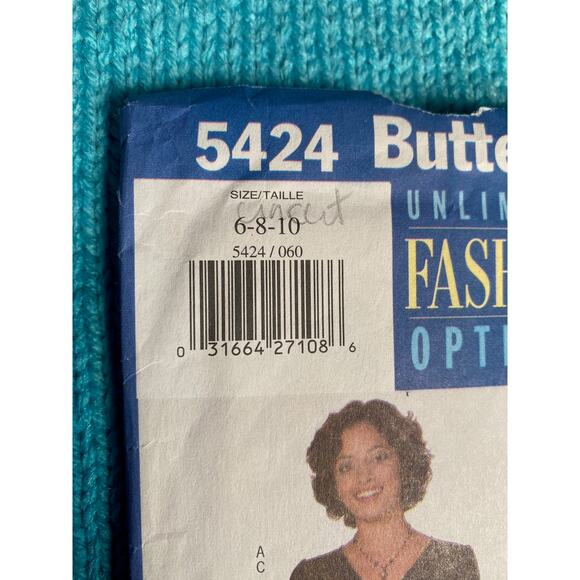 5424 Butte
SIZE/TAILLE
uncut
6-8-10
5424 / 060
0 31664 27108 6
UNLIM
FASH
OPTI
A
C